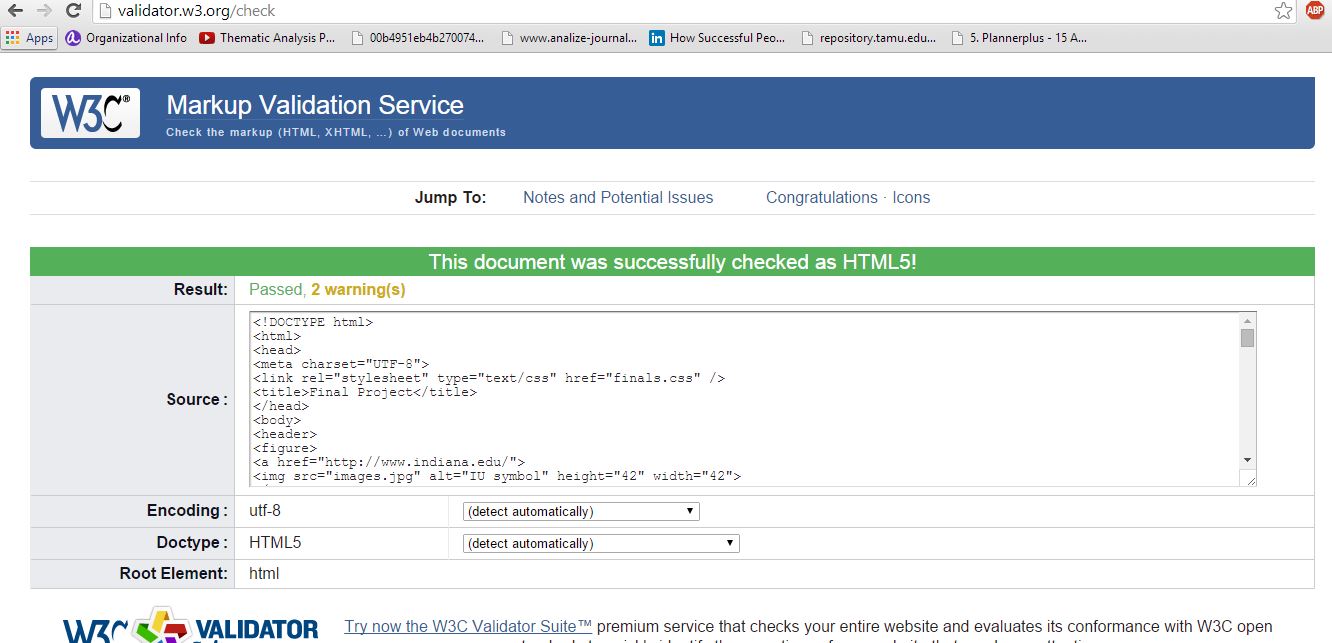 validator.w3.org/check
ABP
Apps Organizational Info Thematic Analysis P... 00b4951eb4b270074... www.analize-journal... in How Successful Peo... repository.tamu.edu... 5. Plannerplus - 15 A...
W3C® Markup Validation Service
Check the markup (HTML, XHTML, ...) of Web documents
Jump To: Notes and Potential Issues Congratulations · Icons
This document was successfully checked as HTML5!
Result: Passed, 2 warning(s)
Source :
<!DOCTYPE html>
<html>
<head>
<meta charset="UTF-8">
<link rel="stylesheet" type="text/css" href="finals.css" />
<title>Final Project</title>
</head>
<body>
<header>
<figure>
<a href="http://www.indiana.edu/">
<img src="images.jpg" alt="IU symbol" height="42" width="42">
Encoding : utf-8 (detect automatically)
Doctype : HTML5 (detect automatically)
Root Element: html
W3C VALIDATOR Try now the W3C Validator Suite™ premium service that checks your entire website and evaluates its conformance with W3C open